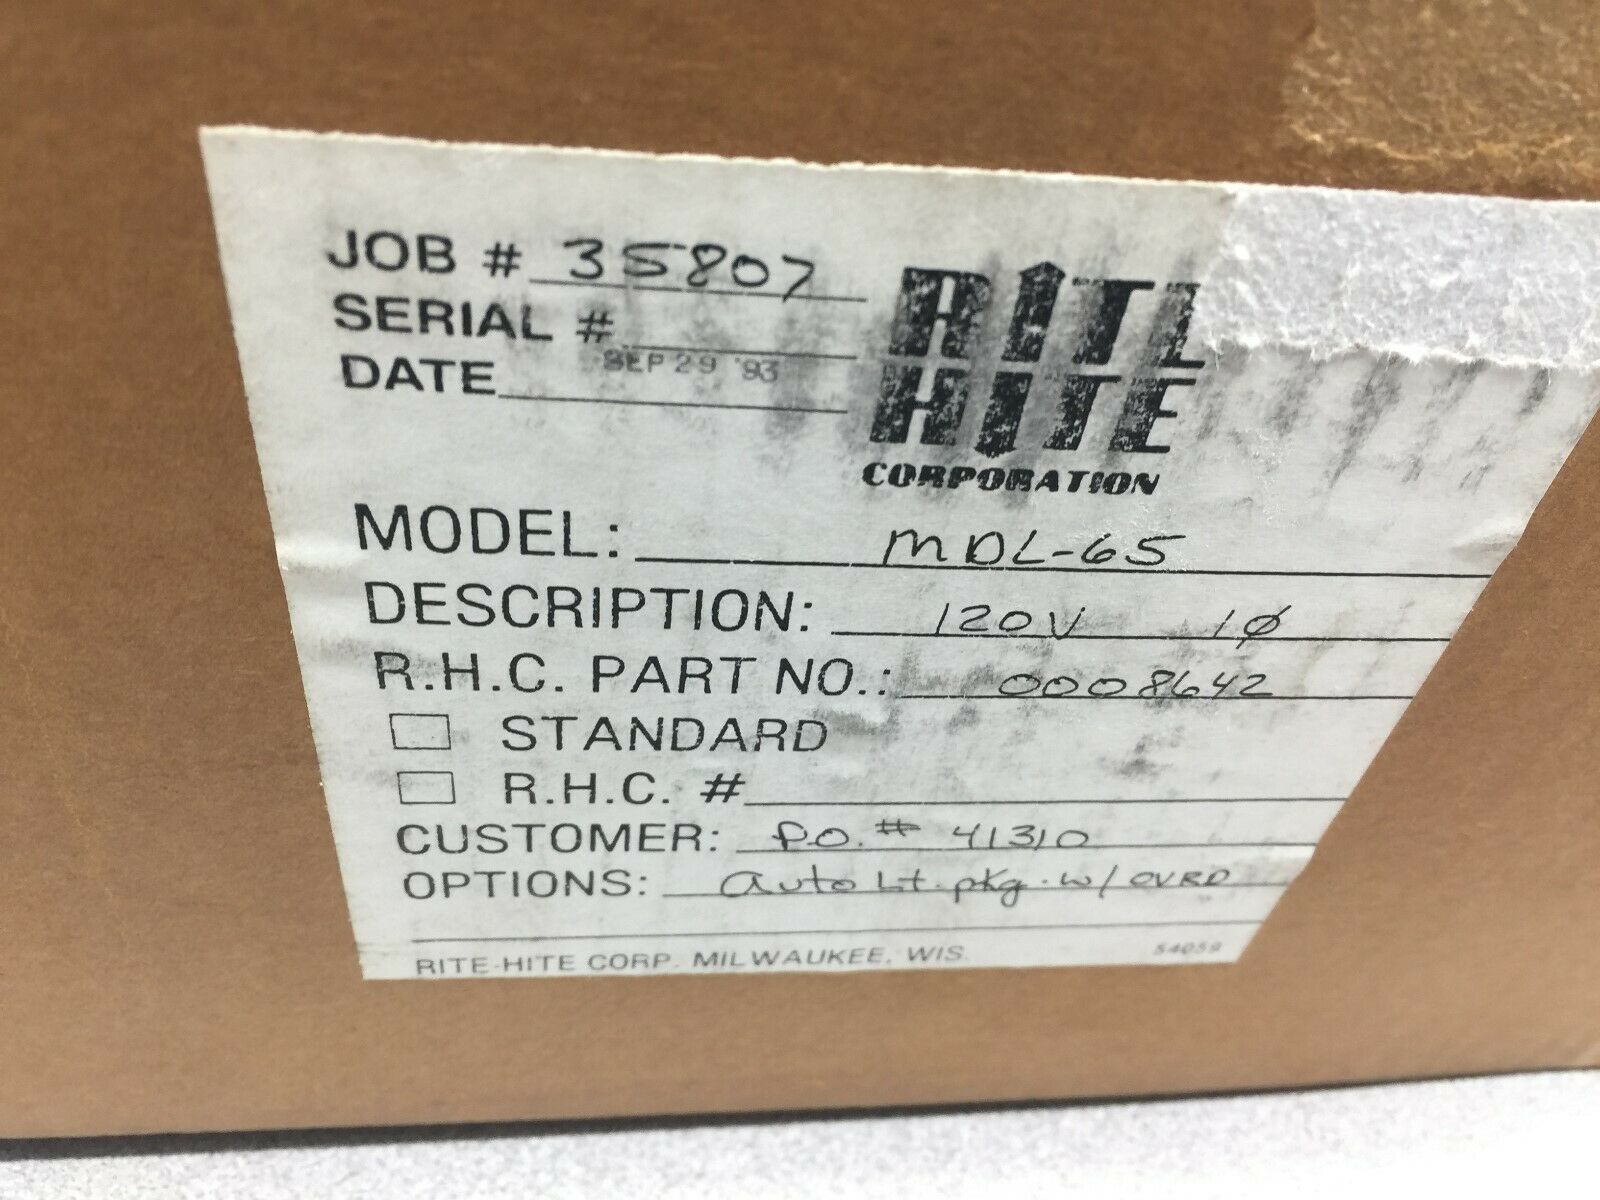 JOB # 35807
SERIAL #
DATE SEP 29 '93
RITE
HITE
CORPORATION
MODEL: MDL-65
DESCRIPTION: 120V 1ϕ
R.H.C. PART NO.: 0008642
STANDARD
R.H.C. #
CUSTOMER: P.O. # 41310
OPTIONS: Auto Lt. pkg. w/ OVRD
RITE-HITE CORP. MILWAUKEE, WIS. 54059